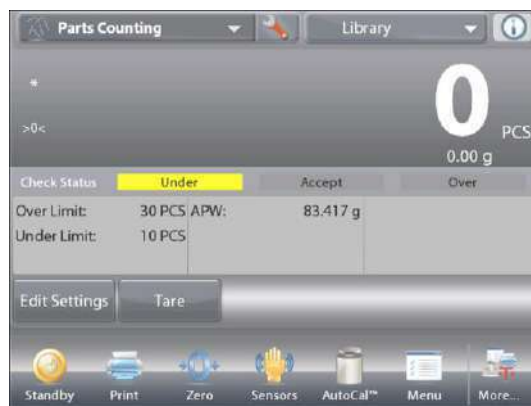 Parts Counting Library
*
0
>0< PCS
0.00 g
Check Status Under Accept Over
Over Limit: 30 PCS APW: 83.417 g
Under Limit: 10 PCS
Edit Settings Tare
Standby Print Zero Sensors AutoCal™ Menu More...